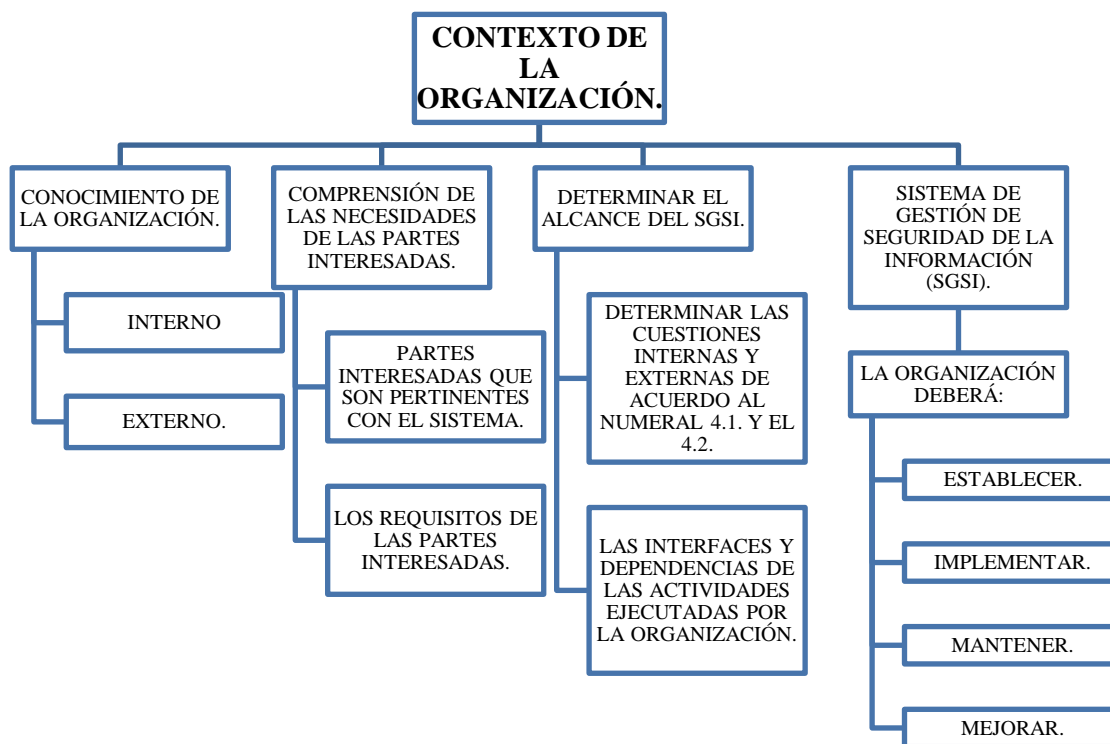 CONTEXTO DE
LA
ORGANIZACIÓN.
CONOCIMIENTO DE
LA ORGANIZACIÓN.
INTERNO
EXTERNO.
COMPRENSIÓN DE
LAS NECESIDADES
DE LAS PARTES
INTERESADAS.
PARTES
INTERESADAS QUE
SON PERTINENTES
CON EL SISTEMA.
LOS REQUISITOS DE
LAS PARTES
INTERESADAS.
DETERMINAR EL
ALCANCE DEL SGSI.
DETERMINAR LAS
CUESTIONES
INTERNAS Y
EXTERNAS DE
ACUERDO AL
NUMERAL 4.1. Y EL
4.2.
LAS INTERFACES Y
DEPENDENCIAS DE
LAS ACTIVIDADES
EJECUTADAS POR
LA ORGANIZACIÓN.
SISTEMA DE
GESTIÓN DE
SEGURIDAD DE LA
INFORMACIÓN
(SGSI).
LA ORGANIZACIÓN
DEBERÁ:
ESTABLECER.
IMPLEMENTAR.
MANTENER.
MEJORAR.